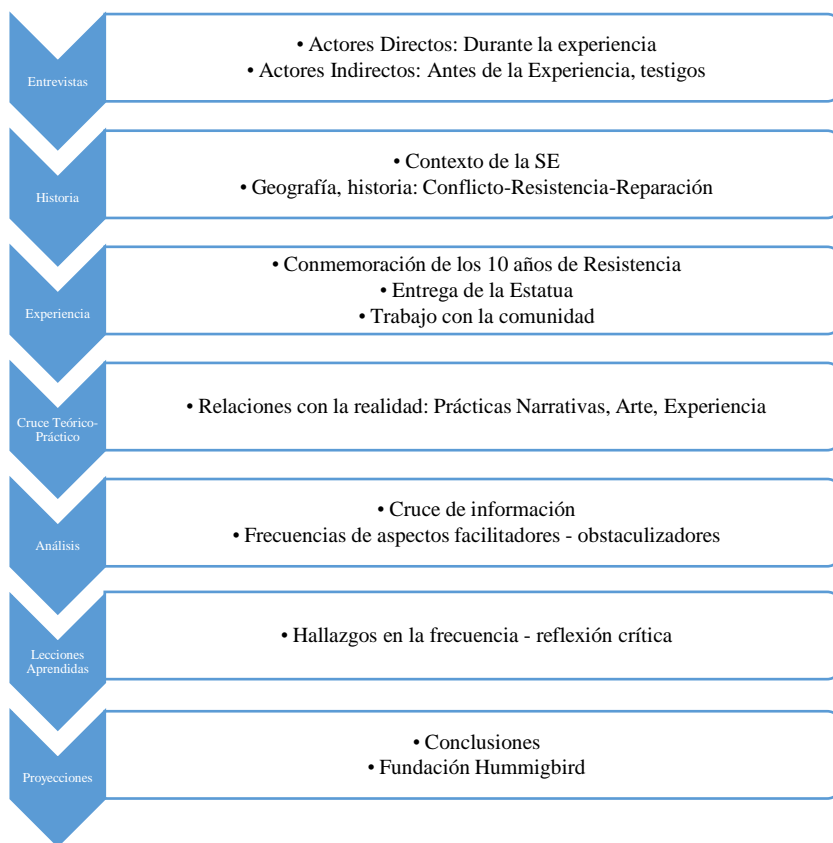 Entrevistas
• Actores Directos: Durante la experiencia
• Actores Indirectos: Antes de la Experiencia, testigos
Historia
• Contexto de la SE
• Geografía, historia: Conflicto-Resistencia-Reparación
Experiencia
• Conmemoración de los 10 años de Resistencia
• Entrega de la Estatua
• Trabajo con la comunidad
Cruce Teórico-
Práctico
• Relaciones con la realidad: Prácticas Narrativas, Arte, Experiencia
Análisis
• Cruce de información
• Frecuencias de aspectos facilitadores - obstaculizadores
Lecciones
Aprendidas
• Hallazgos en la frecuencia - reflexión crítica
Proyecciones
• Conclusiones
• Fundación Hummigbird